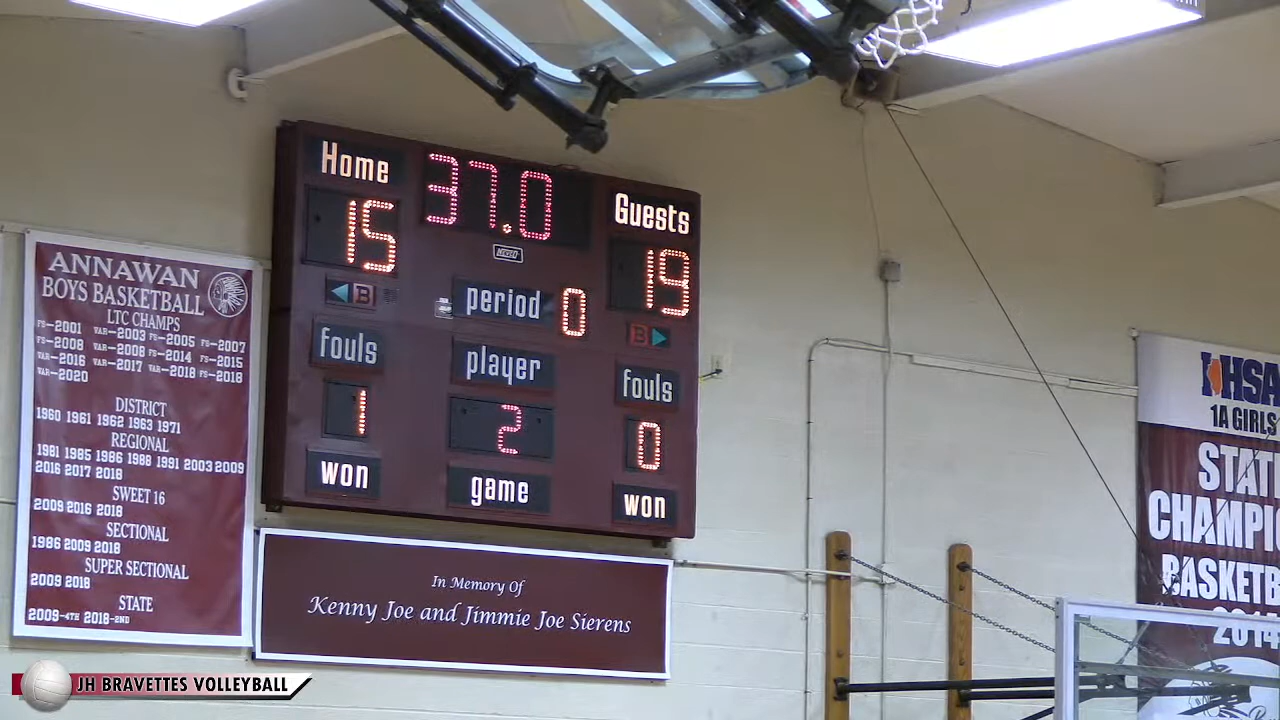 Home
37.0
Guests
15
19
B
period
0
B
fouls
player
fouls
1
2
0
won
game
won
ANNAWAN
BOYS BASKETBALL
LTC CHAMPS
FS-2001 VAR-2003 FS-2005 FS-2007
FS-2008 VAR-2008 FS-2014 FS-2015
VAR-2016 VAR-2017 VAR-2018 FS-2018
VAR-2020
DISTRICT
1960 1961 1962 1963 1971
REGIONAL
1981 1985 1986 1988 1991 2003 2009
2016 2017 2018
SWEET 16
2009 2016 2018
SECTIONAL
1986 2009 2018
SUPER SECTIONAL
2009 2018
STATE
2009-4TH 2018-2ND
In Memory Of
Kenny Joe and Jimmie Joe Sierens
IHSA
1A GIRLS
STAT
CHAMPIO
BASKETB
2014
JH BRAVETTES VOLLEYBALL